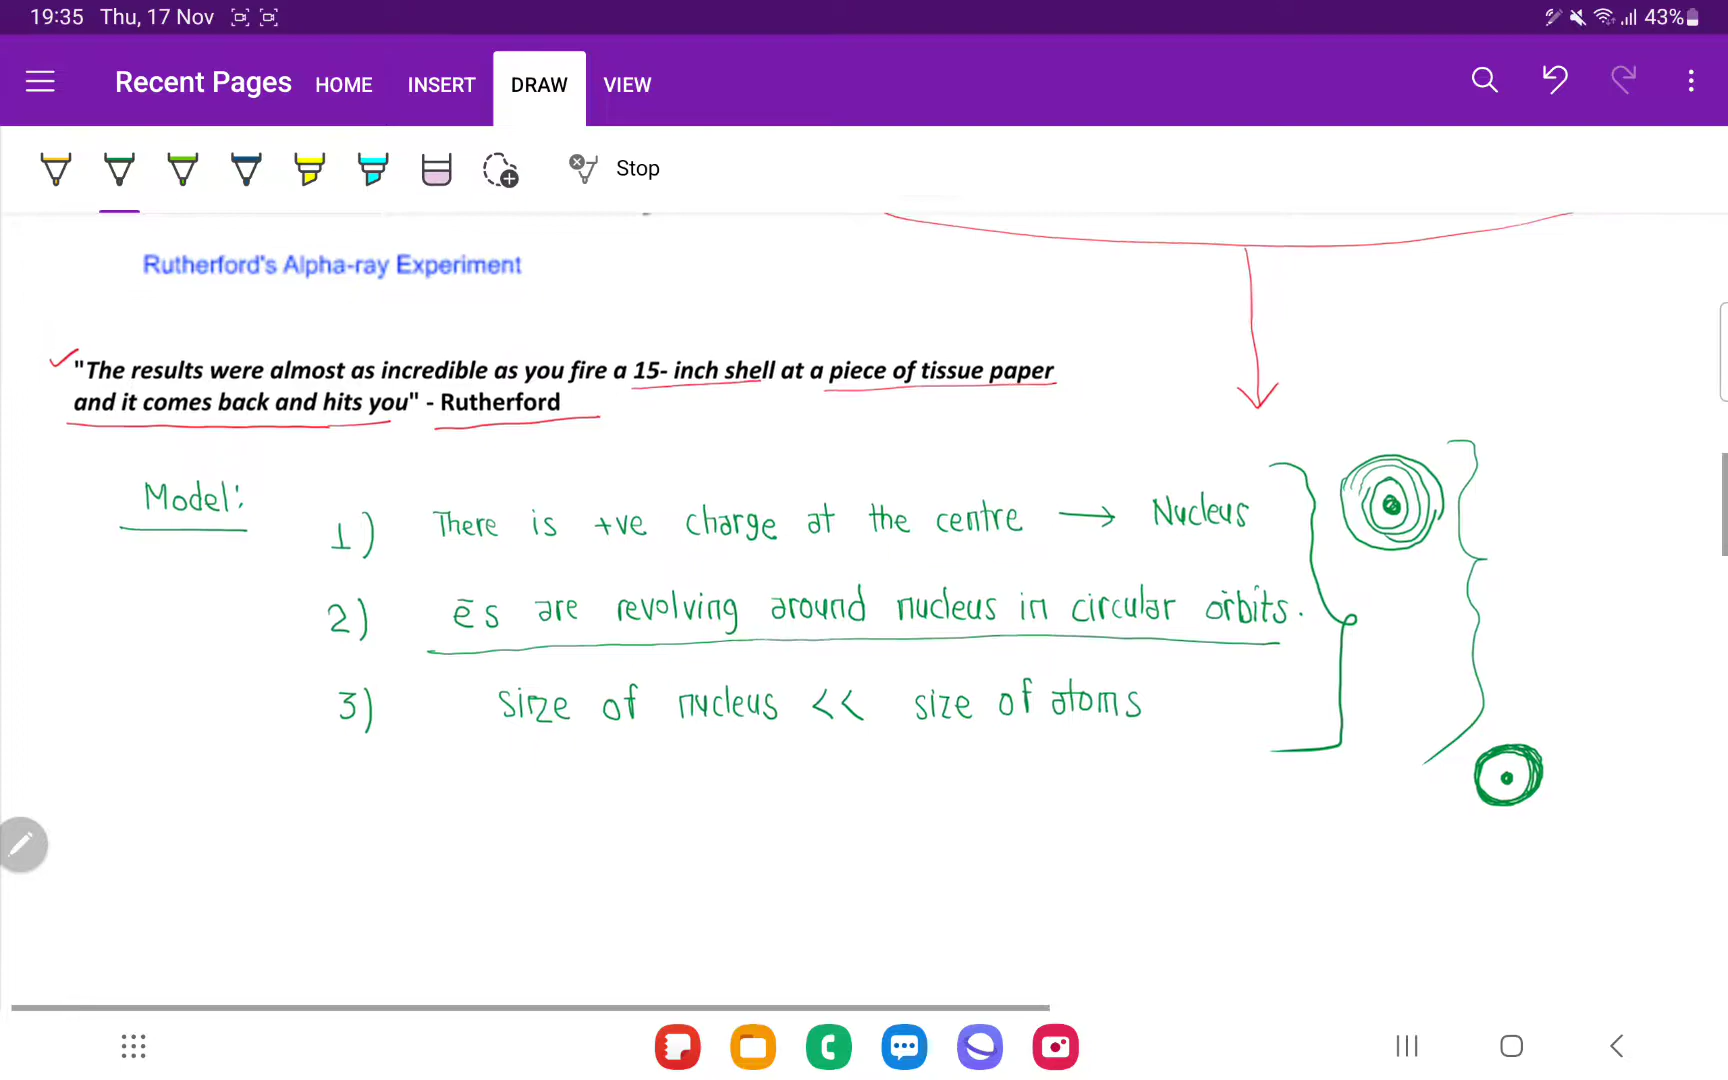 19:35 Thu, 17 Nov 43%
Recent Pages HOME INSERT DRAW VIEW
Stop
Rutherford's Alpha-ray Experiment
"The results were almost as incredible as you fire a 15- inch shell at a piece of tissue paper
and it comes back and hits you" - Rutherford
Model:
1) There is +ve charge at the centre → Nucleus
2) ēs are revolving around nucleus in circular orbits.
3) size of nucleus << size of atoms